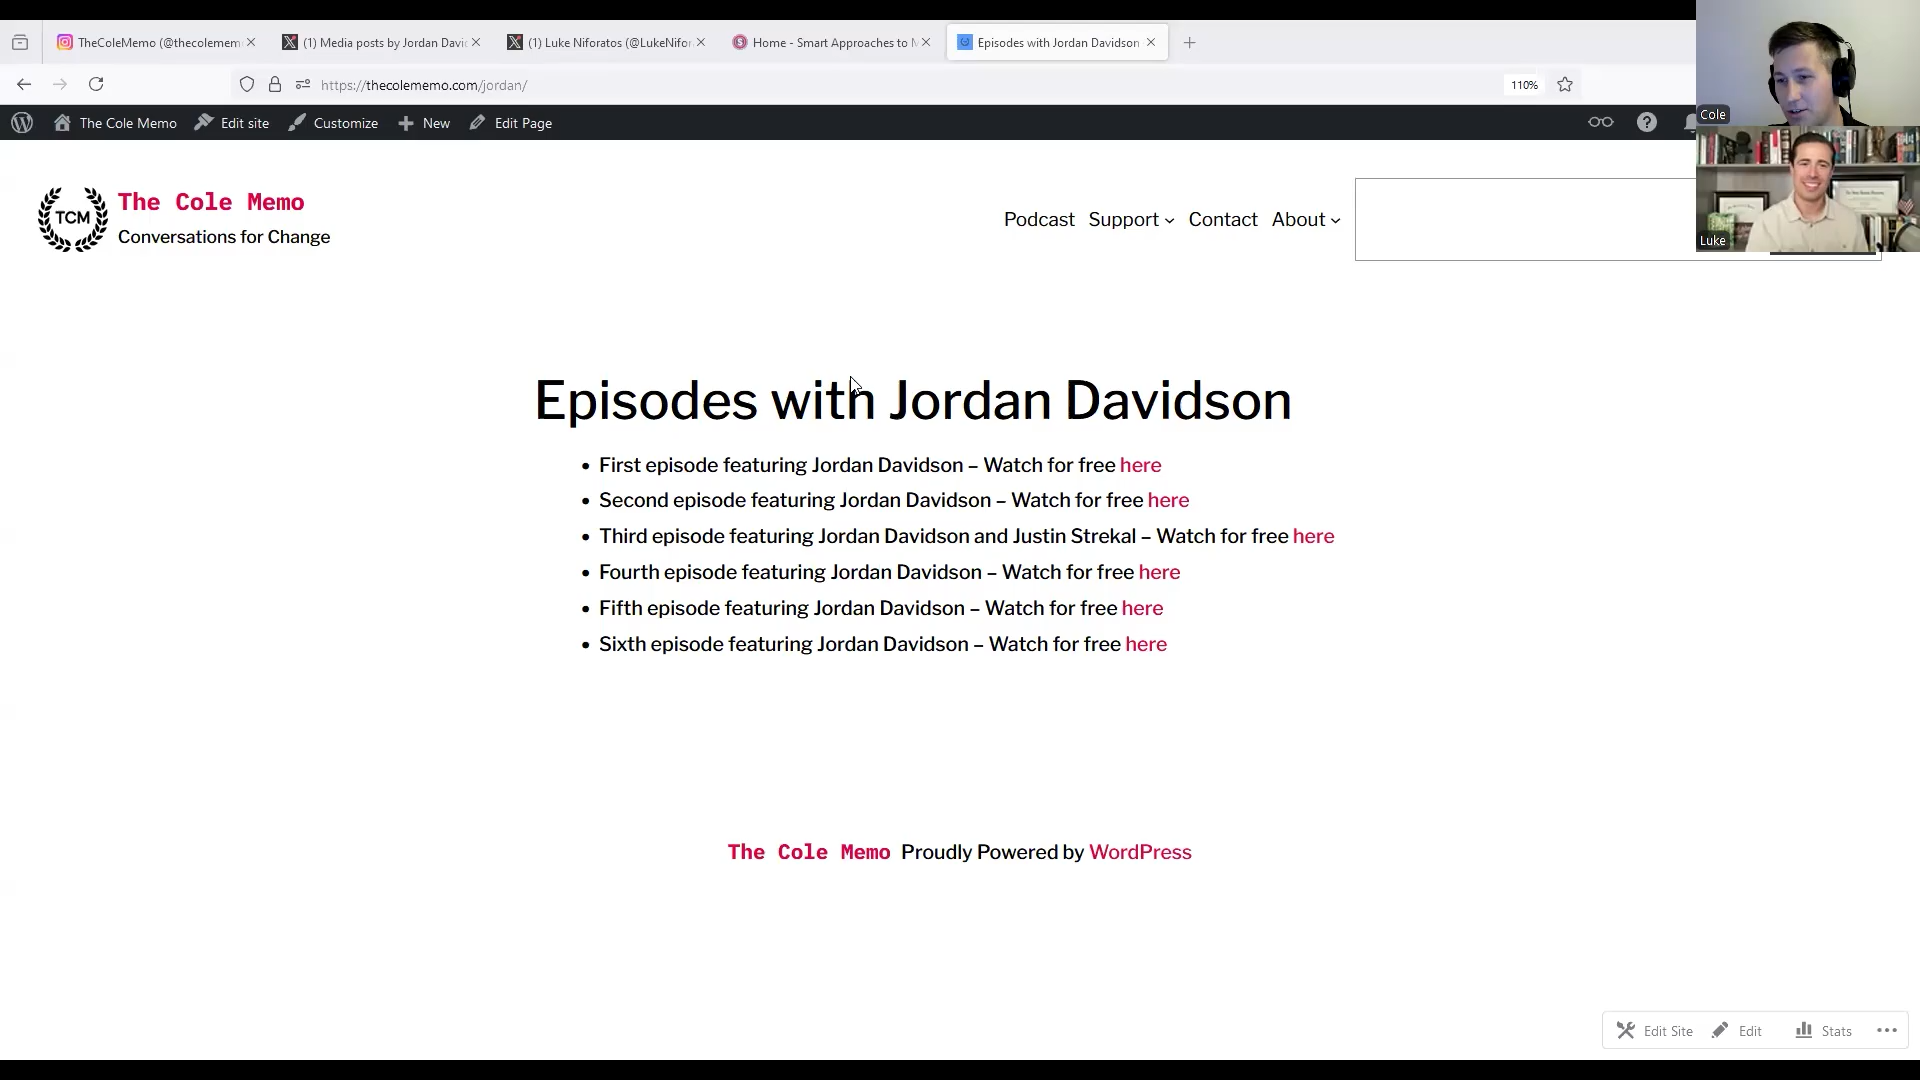 TheColeMemo (@thecolemem
(1) Media posts by Jordan Davi
(1) Luke Niforatos (@LukeNifor
Home - Smart Approaches to M
Episodes with Jordan Davidson
https://thecolememo.com/jordan/
110%
The Cole Memo
Edit site
Customize
New
Edit Page
Cole
Luke
TCM
The Cole Memo
Conversations for Change
Podcast
Support
Contact
About
Episodes with Jordan Davidson
• First episode featuring Jordan Davidson – Watch for free here
• Second episode featuring Jordan Davidson – Watch for free here
• Third episode featuring Jordan Davidson and Justin Strekal – Watch for free here
• Fourth episode featuring Jordan Davidson – Watch for free here
• Fifth episode featuring Jordan Davidson – Watch for free here
• Sixth episode featuring Jordan Davidson – Watch for free here
The Cole Memo Proudly Powered by WordPress
Edit Site
Edit
Stats